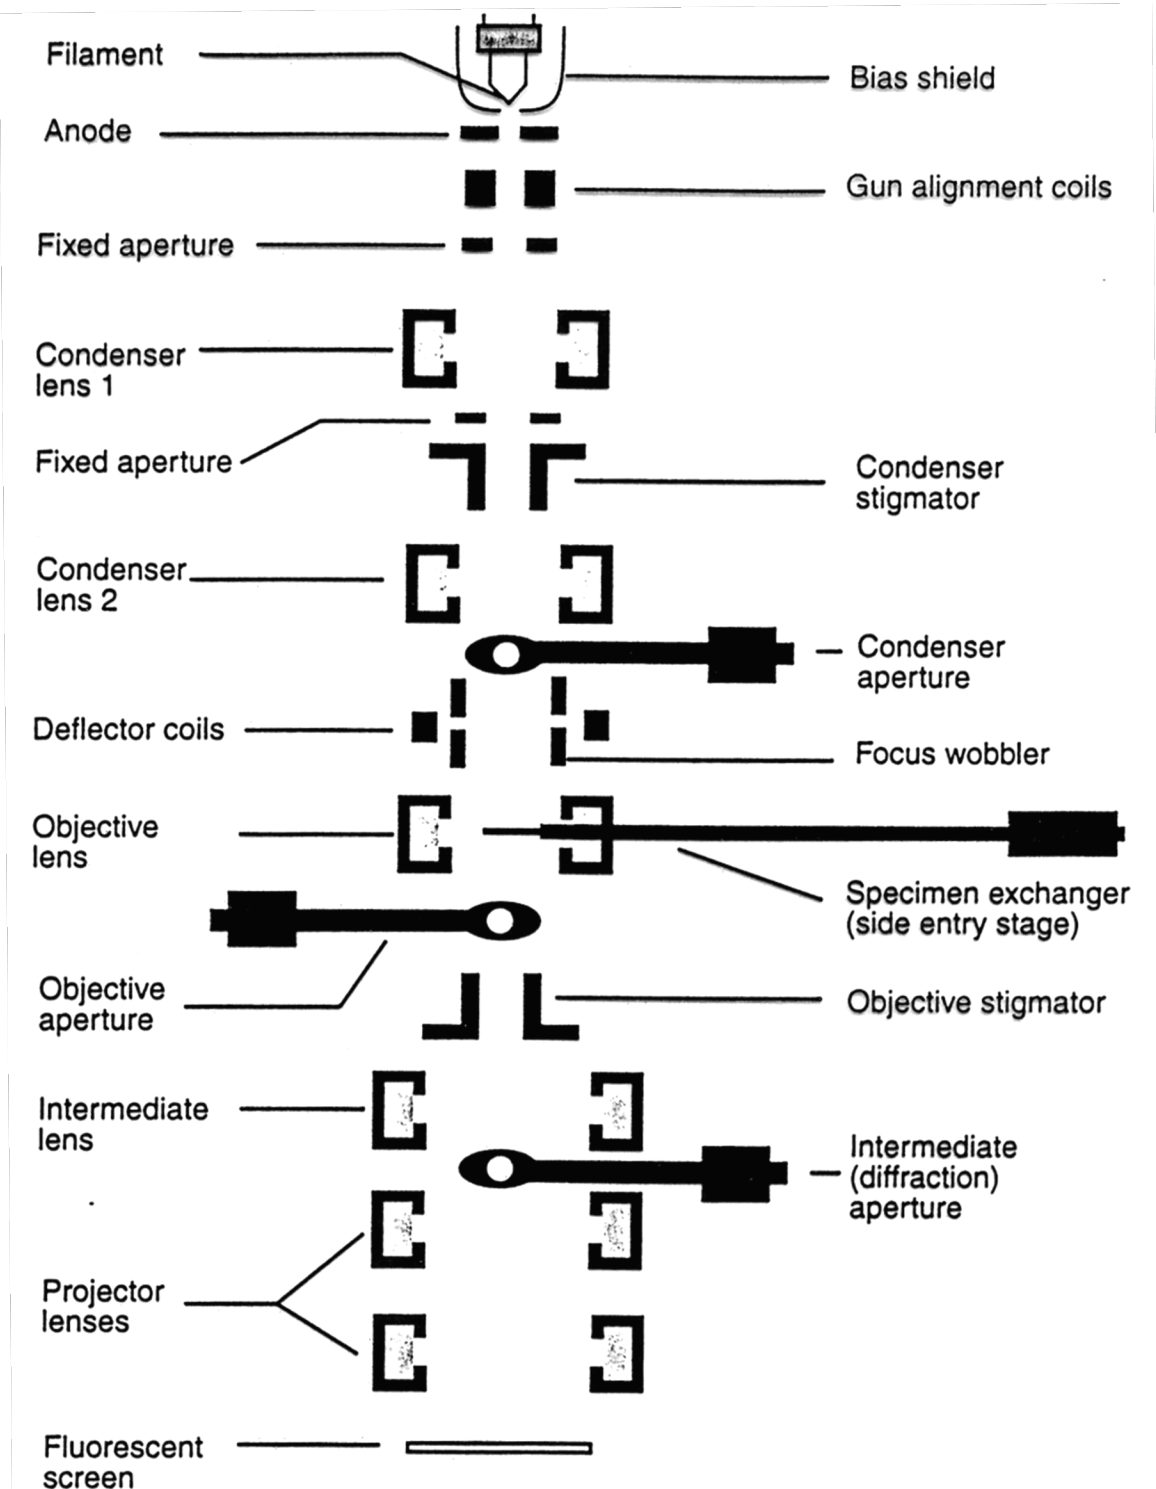 Filament
Bias shield
Anode
Gun alignment coils
Fixed aperture
Condenser
lens 1
Fixed aperture
Condenser
stigmator
Condenser
lens 2
Condenser
aperture
Deflector coils
Focus wobbler
Objective
lens
Specimen exchanger
(side entry stage)
Objective
aperture
Objective stigmator
Intermediate
lens
Intermediate
(diffraction)
aperture
Projector
lenses
Fluorescent
screen